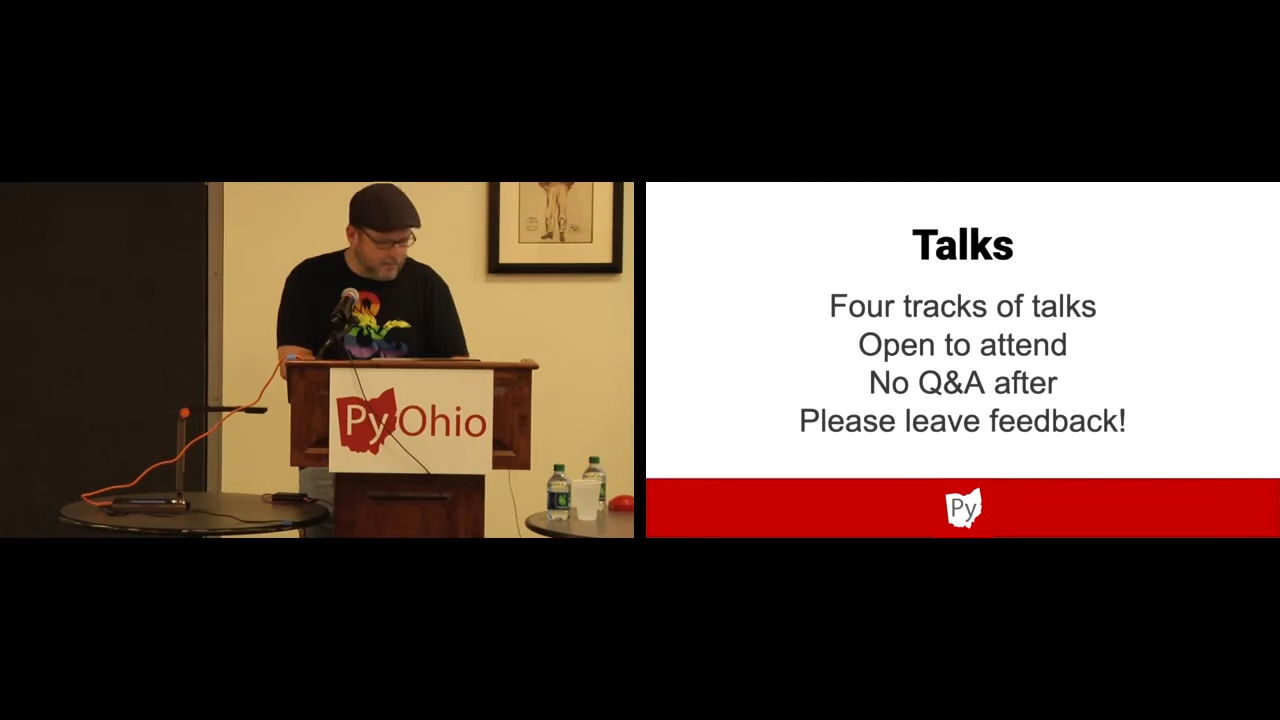 PyOhio
Talks
Four tracks of talks
Open to attend
No Q&A after
Please leave feedback!
Py